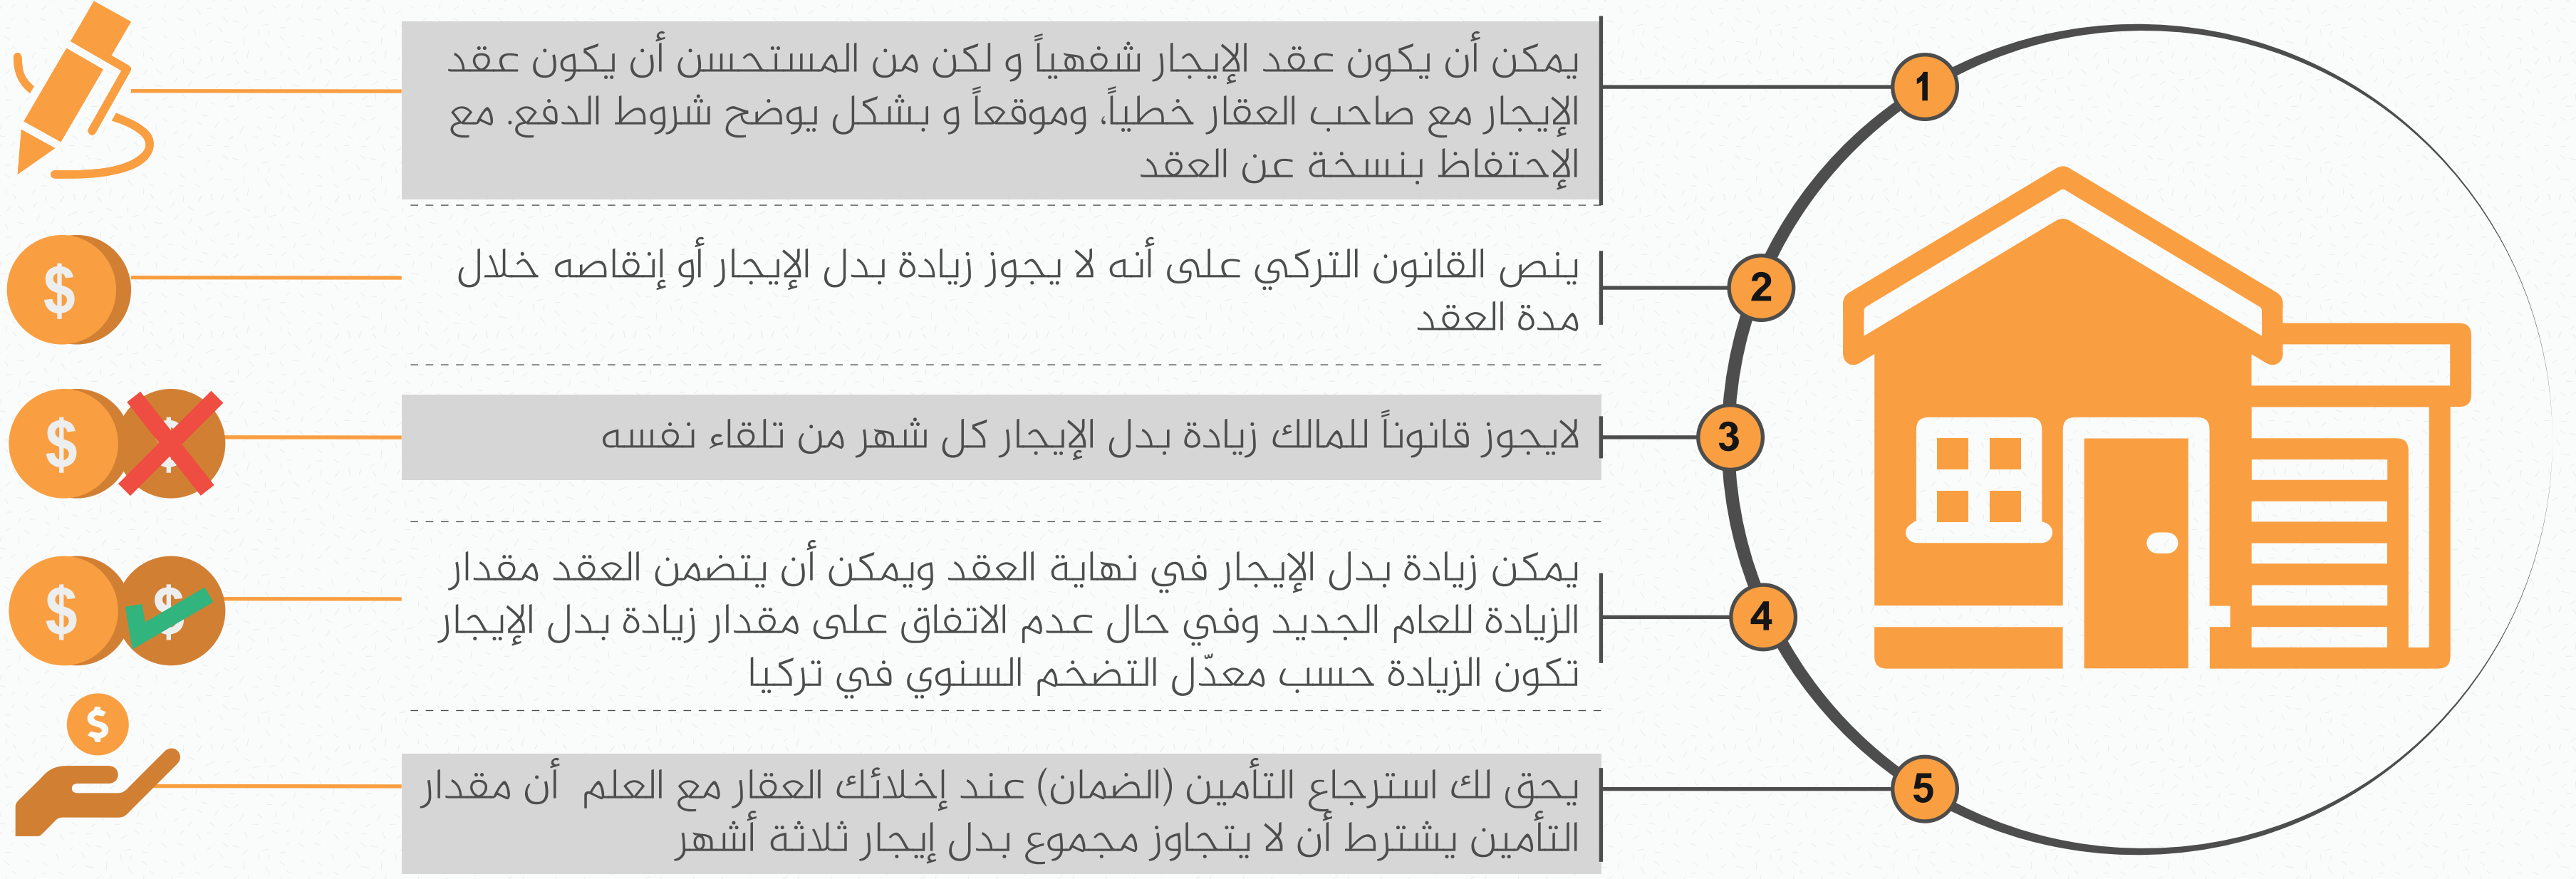 1
يمكن أن يكون عقد الإيجار شفهياً و لكن من المستحسن أن يكون عقد
الإيجار مع صاحب العقار خطياً، وموقعاً و بشكل يوضح شروط الدفع. مع
الإحتفاظ بنسخة عن العقد
2
ينص القانون التركي على أنه لا يجوز زيادة بدل الإيجار أو إنقاصه خلال
مدة العقد
3
لايجوز قانوناً للمالك زيادة بدل الإيجار كل شهر من تلقاء نفسه
4
يمكن زيادة بدل الإيجار في نهاية العقد ويمكن أن يتضمن العقد مقدار
الزيادة للعام الجديد وفي حال عدم الاتفاق على مقدار زيادة بدل الإيجار
تكون الزيادة حسب معدّل التضخم السنوي في تركيا
5
يحق لك استرجاع التأمين (الضمان) عند إخلائك العقار مع العلم  أن مقدار
التأمين يشترط أن لا يتجاوز مجموع بدل إيجار ثلاثة أشهر
$
$
$
$
$
$